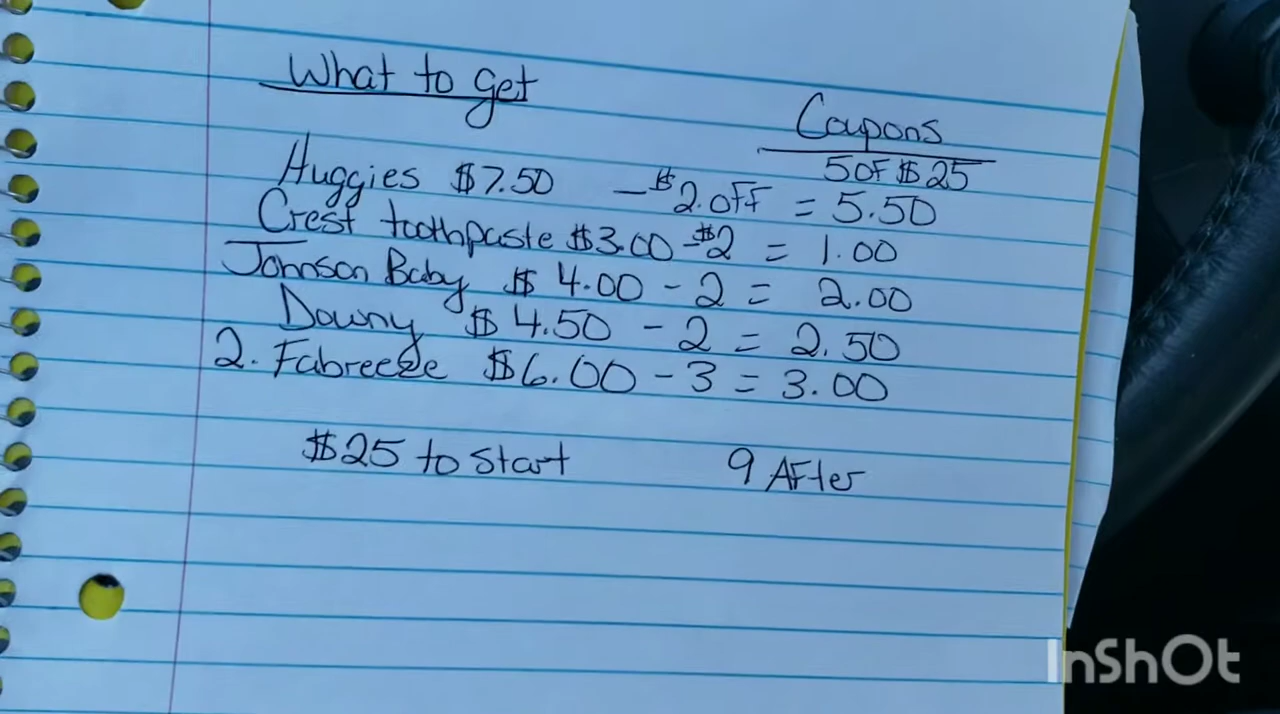 What to get
Coupons
5 OF $25
Huggies $7.50 - $2.off = 5.50
Crest toothpaste $3.00 - $2 = 1.00
Johnson Baby $4.00 - 2 = 2.00
Downy $4.50 - 2 = 2.50
2. Fabreeze $6.00 - 3 = 3.00
$25 to Start 9 After
InShOt